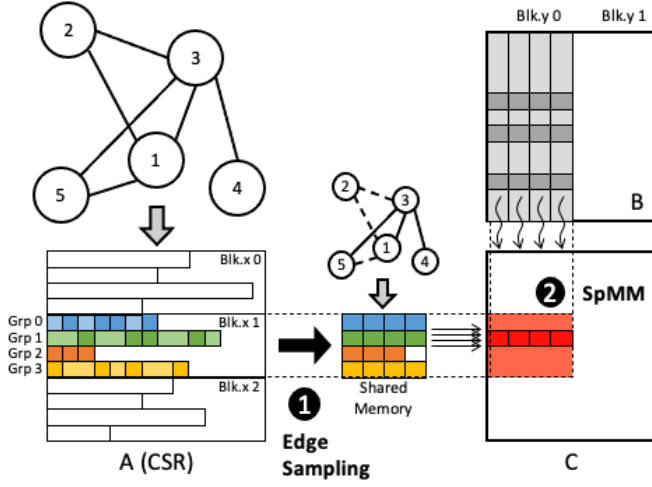 Blk.y 0 Blk.y 1
2
3
1
5
4
2
3
1
5
4
B
Blk.x 0
Grp 0
Blk.x 1
Grp 1
Grp 2
Grp 3
Blk.x 2
A (CSR)
1
Edge
Sampling
Shared
Memory
2 SpMM
C